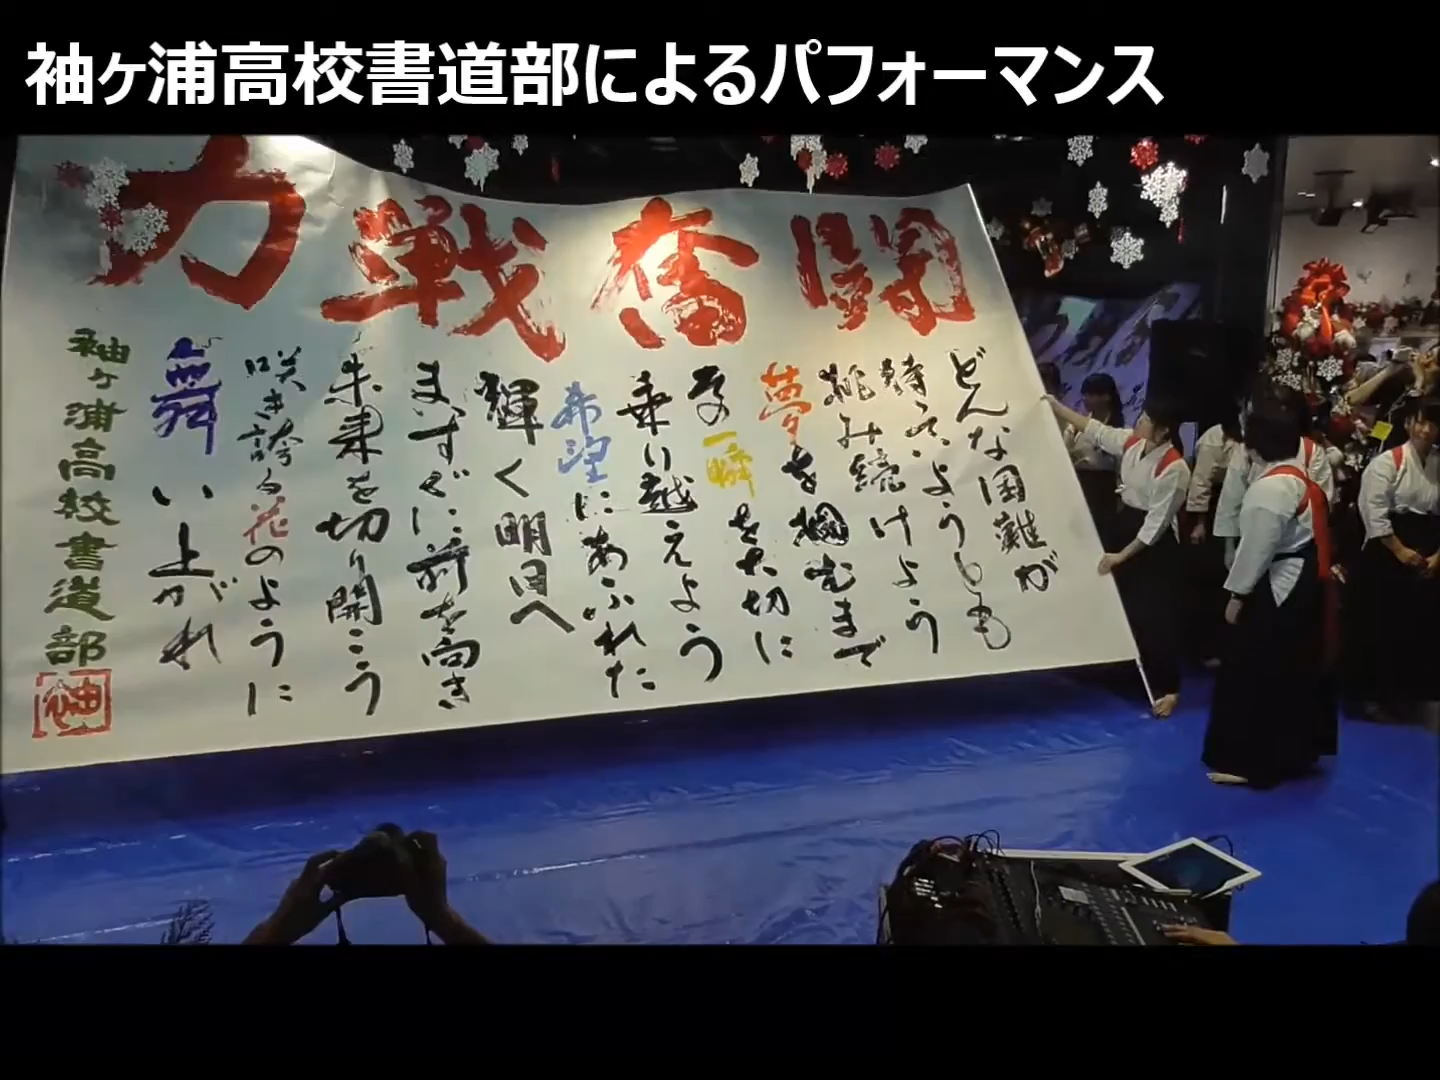 袖ヶ浦高校書道部によるパフォーマンス
力戦奮闘
どんな困難が
待っていようとも
挑み続けよう
夢を掴むまで
一瞬を大切に
乗り越えよう
希望にあふれた
輝く明日へ
まっすぐに前を向き
未来を切り開こう
咲き誇る花のように
舞い上がれ
袖ヶ浦高校書道部
袖